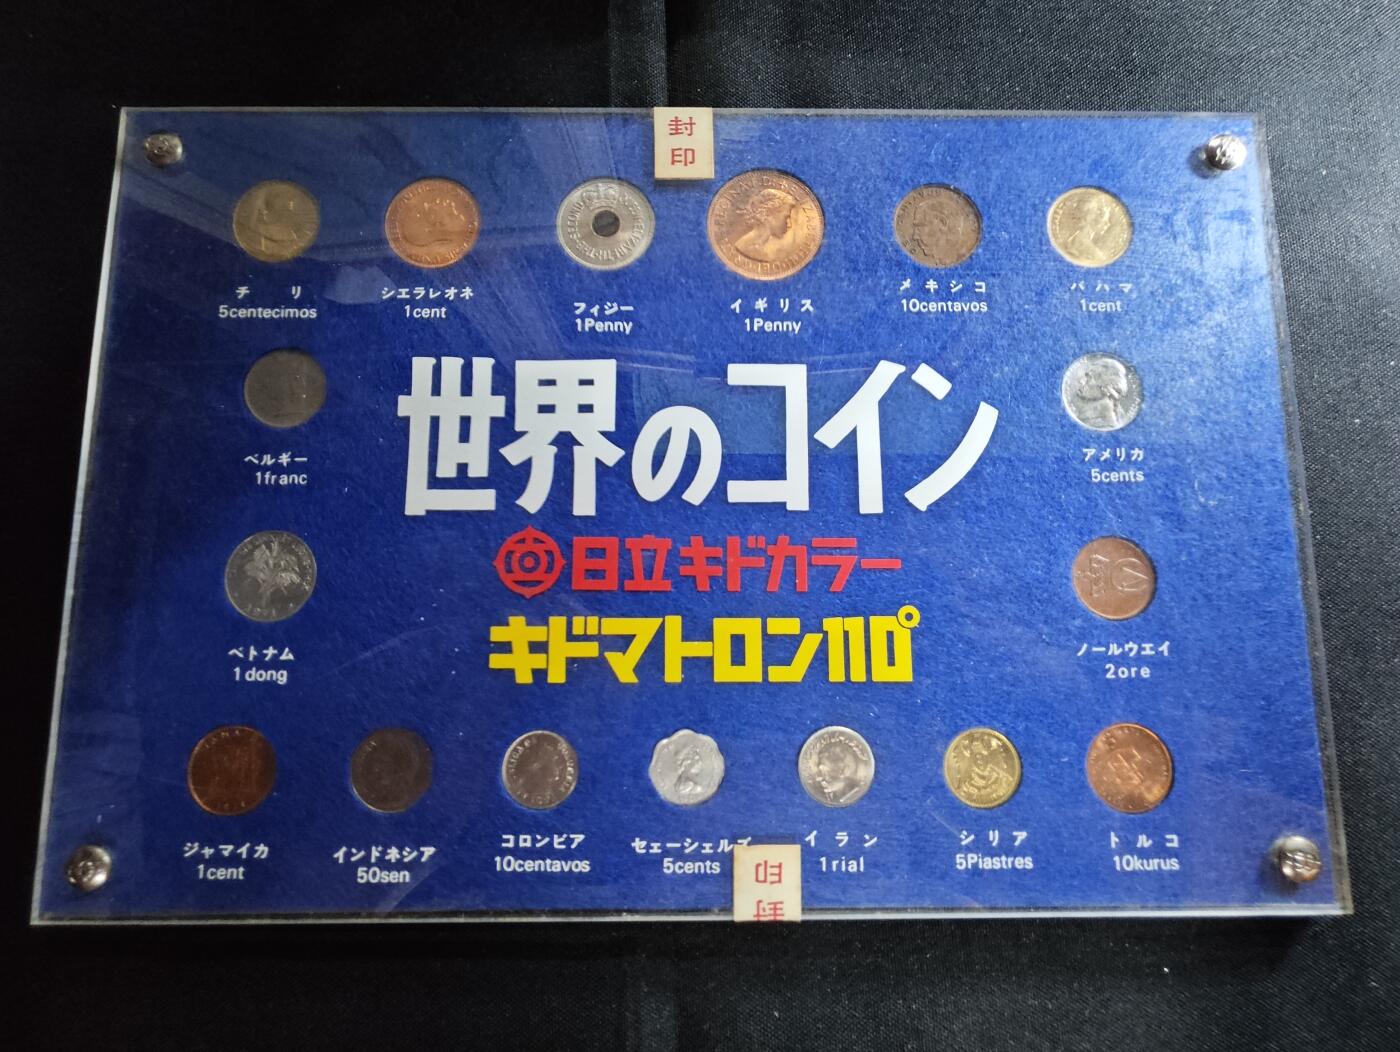 封
印
チリ
5centecimos
シエラレオネ
1cent
フィジー
1Penny
イギリス
1Penny
メキシコ
10centavos
バハマ
1cent
世界のコイン
ベルギー
1franc
アメリカ
5cents
日立キドカラー
キドマトロン110°
ベトナム
1dong
ノールウエイ
2ore
ジャマイカ
1cent
インドネシア
50sen
コロンビア
10centavos
セェーシェルズ
5cents
イラン
1rial
シリア
5Piastres
トルコ
10kurus
封
印